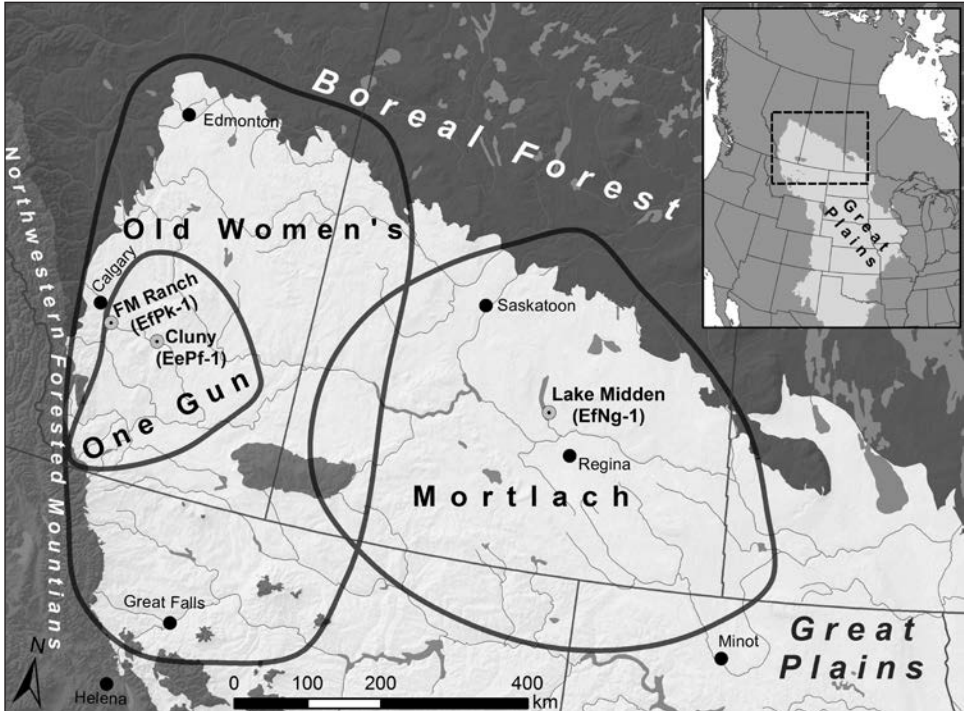 Boreal Forest
Edmonton
Northwestern Forested Mountians
Old Women's
Great
Plains
Calgary
FM Ranch
(EfPk-1)
Cluny
(EePf-1)
One Gun
Saskatoon
Lake Midden
(EfNg-1)
Regina
Mortlach
Great Falls
Minot
Great
Plains
N
Helena
0 100 200 400
km